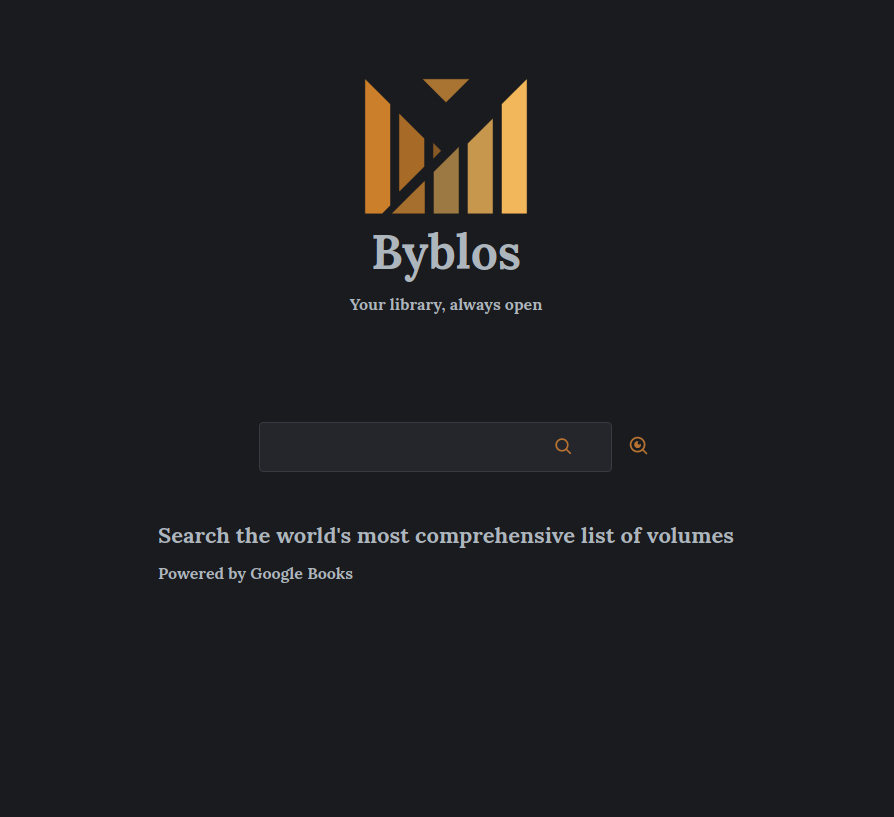 Byblos
Your library, always open
Search the world's most comprehensive list of volumes
Powered by Google Books